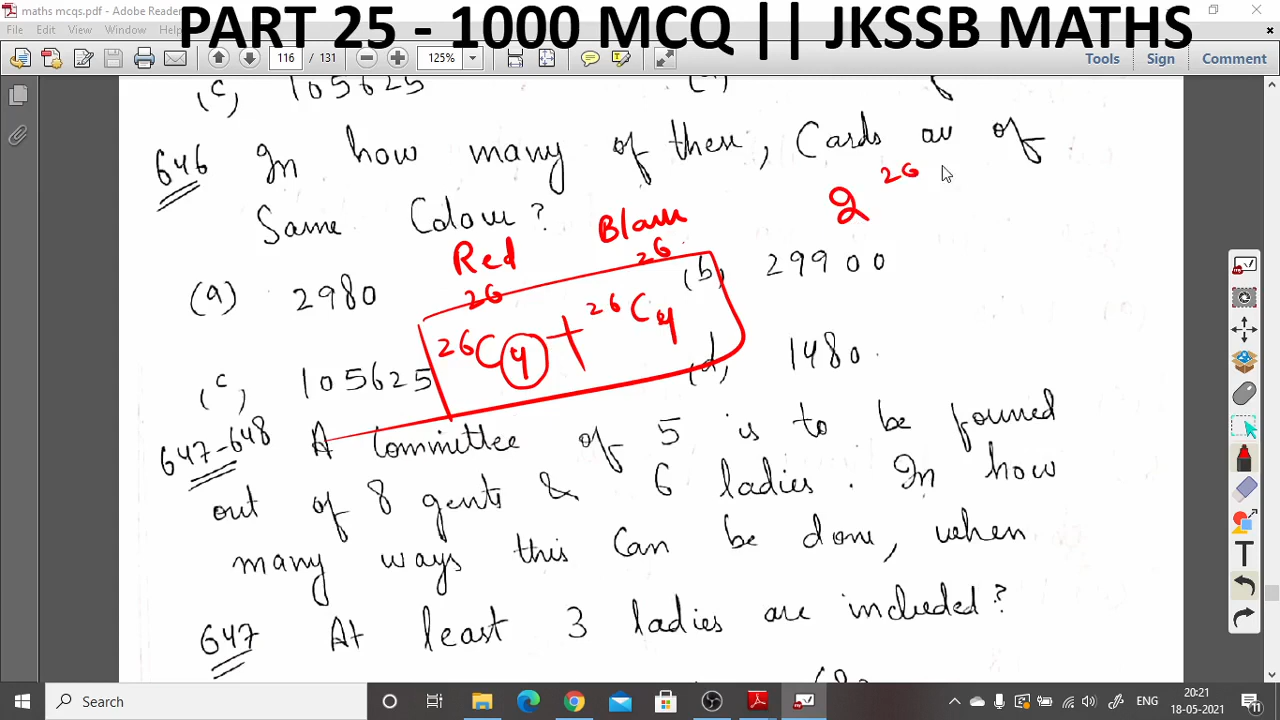 PART 25 - 1000 MCQ || JKSSB MATHS
maths mcqs.pdf - Adobe Reader
File Edit View Window Help
116 / 131 125% Tools Sign Comment
(c) 105625
646 In how many of these, Cards are of
26
Same Colour? 2
Red Black
26 26
(a) 2980 (b) 29900
26C4 + 26C4
(c) 105625 (d) 1480
647-648 A Committee of 5 is to be formed
out of 8 gents & 6 ladies. In how
many ways this Can be done, when
647 At least 3 ladies are included?
Search ENG 20:21
18-05-2021